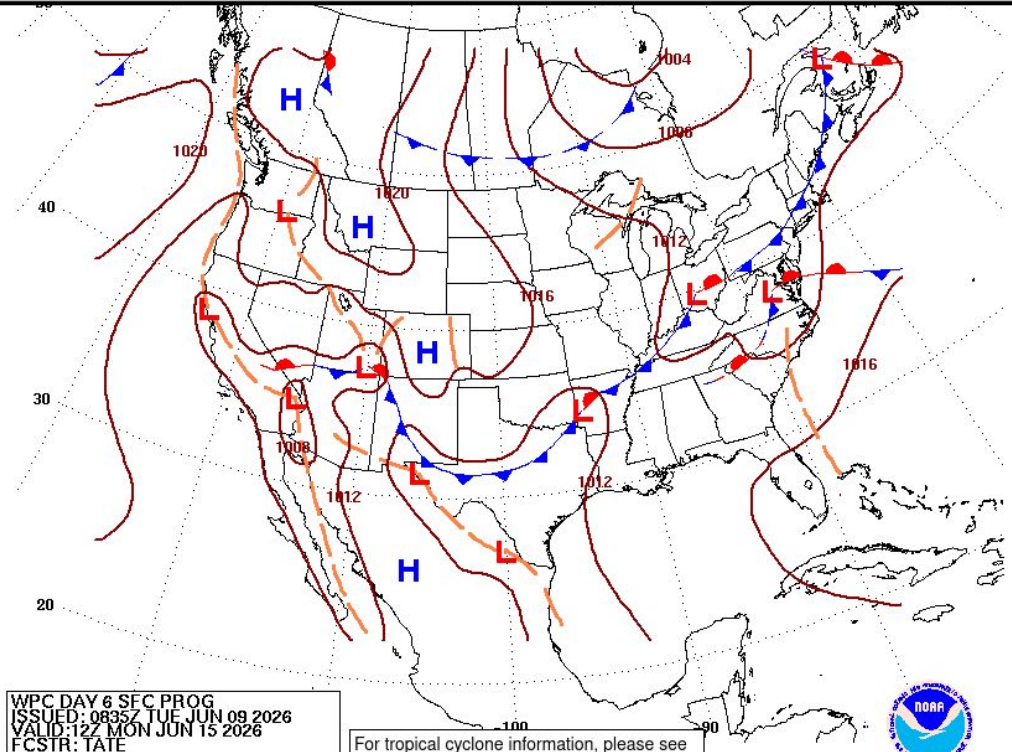 1004
1008
1020
1020
40
1012
1016
1016
30
1008
1012
1012
20
H
H
L
L
L
L
L
H
L
L
L
L
L
H
L
-100
-90
WPC DAY 6 SFC PROG
ISSUED: 0835Z TUE JUN 09 2026
VALID:12Z MON JUN 15 2026
FCSTR: TATE
For tropical cyclone information, please see
NOAA